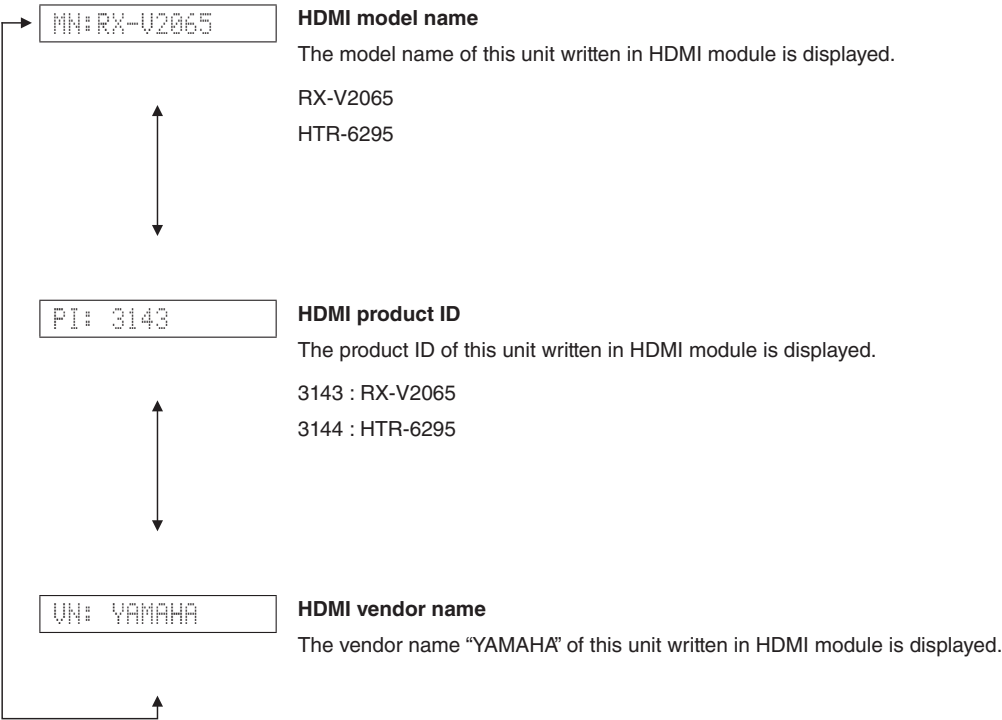 MN:RX-V2065
HDMI model name
The model name of this unit written in HDMI module is displayed.
RX-V2065
HTR-6295
PI: 3143
HDMI product ID
The product ID of this unit written in HDMI module is displayed.
3143 : RX-V2065
3144 : HTR-6295
VN: YAMAHA
HDMI vendor name
The vendor name “YAMAHA” of this unit written in HDMI module is displayed.